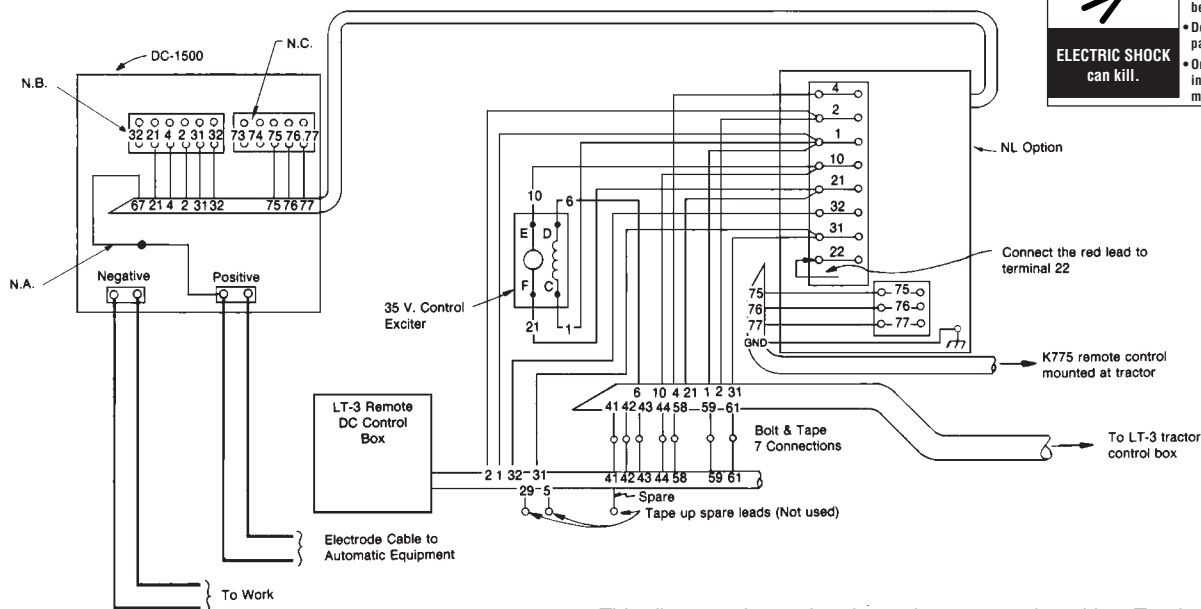 be
• Do
pa
ELECTRIC SHOCK
can kill.
• On
in
m
DC-1500
N.B.
N.C.
32 21 4 2 31 32
73 74 75 76 77
67 21 4 2 31 32
75 76 77
N.A.
Negative
Positive
4
2
1
10
21
32
31
22
NL Option
Connect the red lead to
terminal 22
10
6
E
D
F
C
21
1
35 V. Control
Exciter
75
76
77
GND
75
76
77
K775 remote control
mounted at tractor
6 10 4 21 1 2 31
41 42 43 44 58 59 61
Bolt & Tape
7 Connections
To LT-3 tractor
control box
LT-3 Remote
DC Control
Box
2 1 32 31
41 42 43 44 58 59 61
29 5
Spare
Tape up spare leads (Not used)
Electrode Cable to
Automatic Equipment
To Work